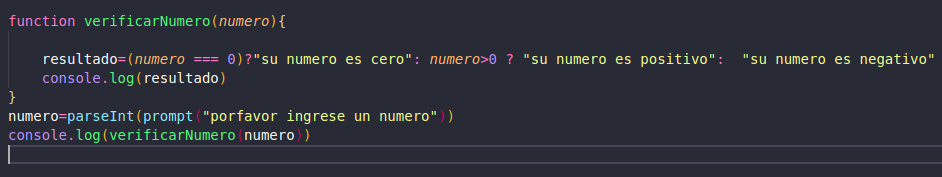 function verificarNumero(numero){
resultado=(numero === 0)?"su numero es cero": numero>0 ? "su numero es positivo":  "su numero es negativo"
console.log(resultado)
}
numero=parseInt(prompt("porfavor ingrese un numero"))
console.log(verificarNumero(numero))